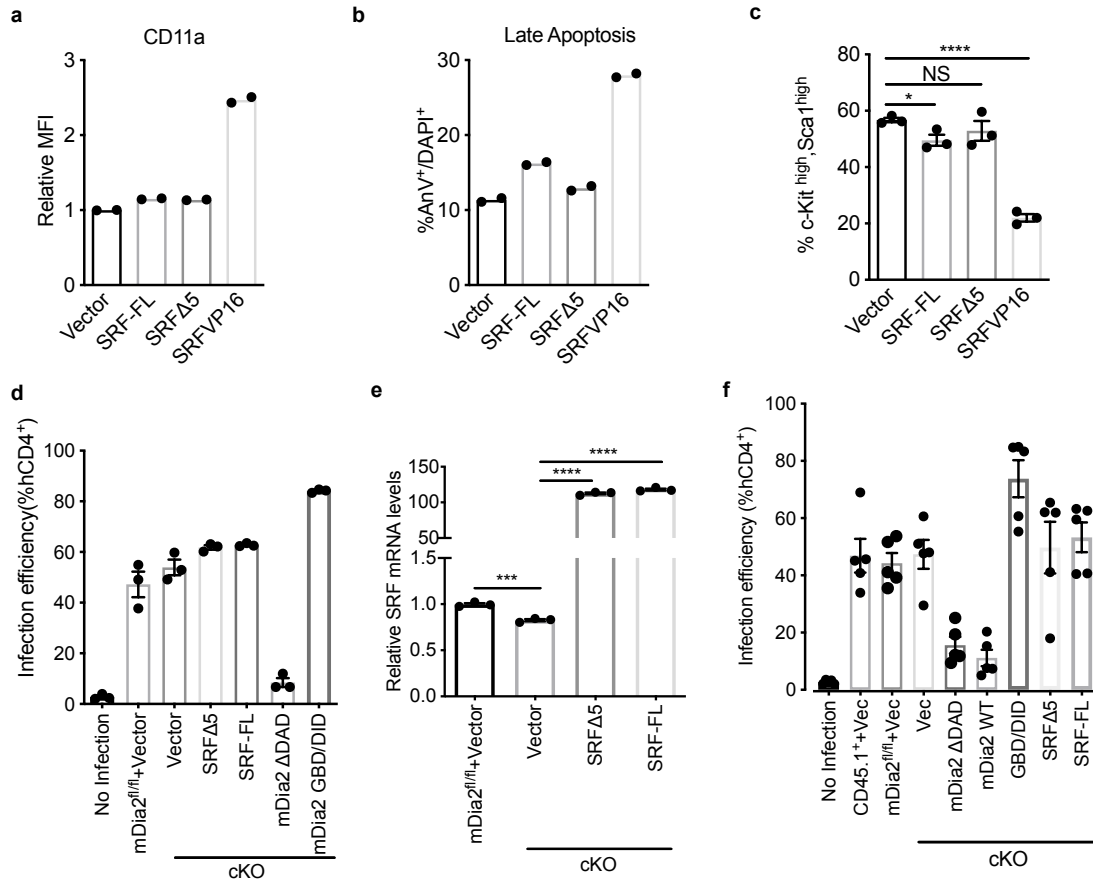 a
CD11a
Relative MFI
3
2
1
0
Vector
SRF-FL
SRFΔ5
SRFVP16
b
Late Apoptosis
%AnV⁺/DAPI⁺
30
20
10
0
Vector
SRF-FL
SRFΔ5
SRFVP16
c
% c-Kit high,Sca1high
80
60
40
20
0
****
NS
*
Vector
SRF-FL
SRFΔ5
SRFVP16
d
Infection efficiency(%hCD4⁺)
100
80
60
40
20
0
No Infection
mDia2fl/fl+Vector
Vector
SRFΔ5
SRF-FL
mDia2 ΔDAD
mDia2 GBD/DID
cKO
e
Relative SRF mRNA levels
150
100
50
1.5
1.0
0.5
0.0
****
****
***
mDia2fl/fl+Vector
Vector
SRFΔ5
SRF-FL
cKO
f
Infection efficiency (%hCD4⁺)
100
80
60
40
20
0
No Infection
CD45.1⁺+Vec
mDia2fl/fl+Vec
Vec
mDia2 ΔDAD
mDia2 WT
GBD/DID
SRFΔ5
SRF-FL
cKO